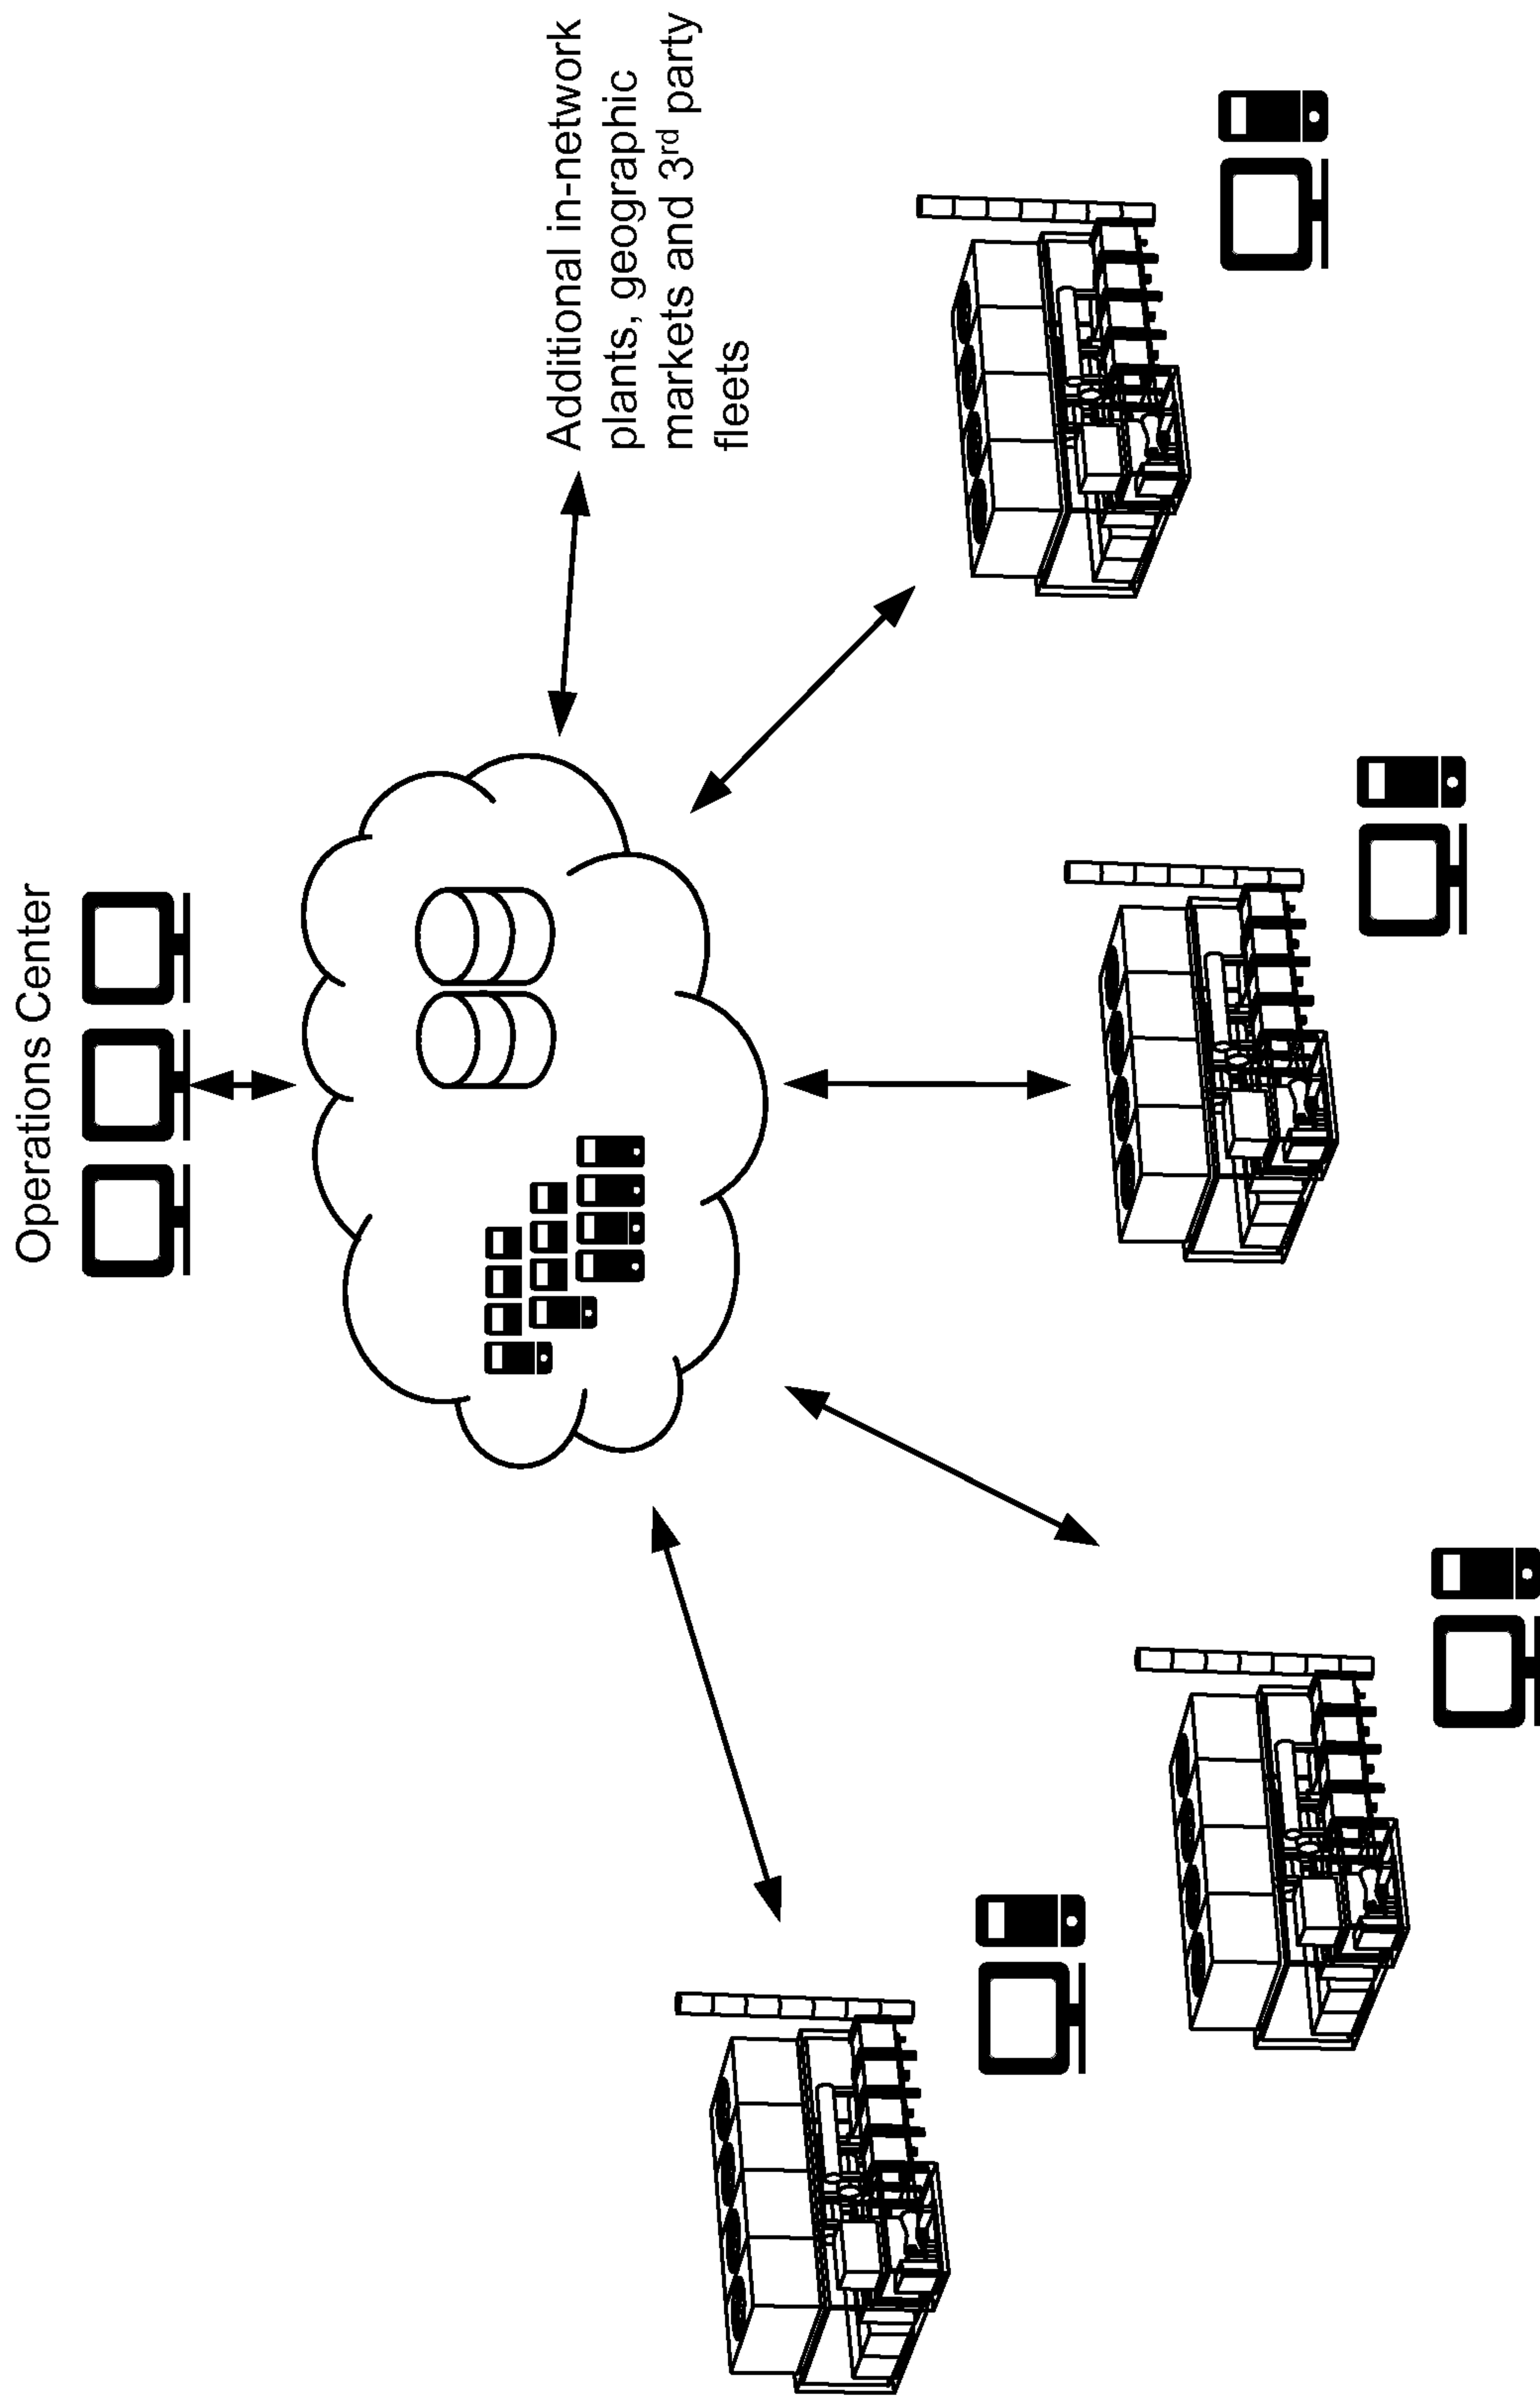 Operations Center
Additional in-network
plants, geographic
markets and 3rd party
fleets